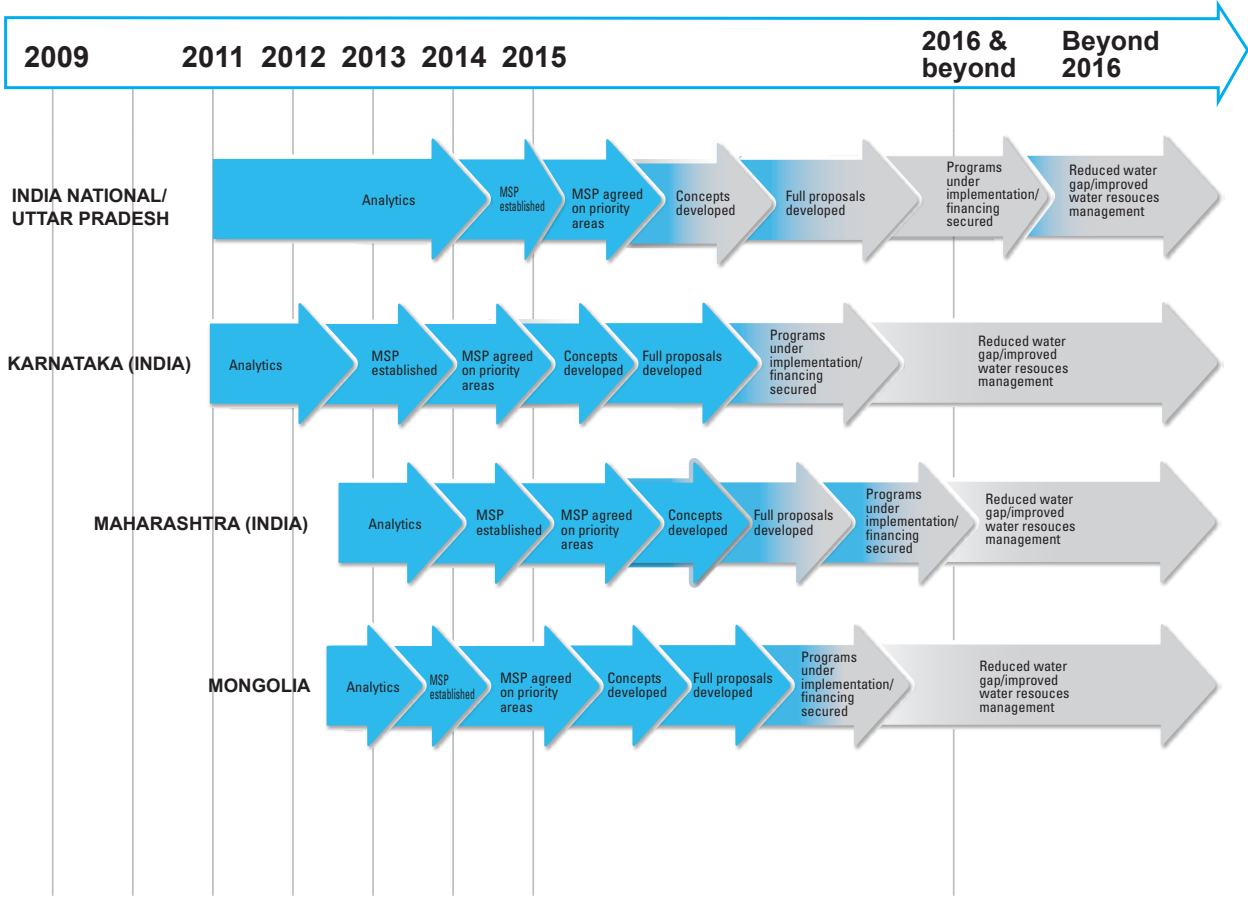 2009
2011
2012
2013
2014
2015
2016 &
beyond
Beyond
2016
INDIA NATIONAL/
UTTAR PRADESH
Analytics
MSP
established
MSP agreed
on priority
areas
Concepts
developed
Full proposals
developed
Programs
under
implementation/
financing
secured
Reduced water
gap/improved
water resouces
management
KARNATAKA (INDIA)
Analytics
MSP
established
MSP agreed
on priority
areas
Concepts
developed
Full proposals
developed
Programs
under
implementation/
financing
secured
Reduced water
gap/improved
water resouces
management
MAHARASHTRA (INDIA)
Analytics
MSP
established
MSP agreed
on priority
areas
Concepts
developed
Full proposals
developed
Programs
under
implementation/
financing
secured
Reduced water
gap/improved
water resouces
management
MONGOLIA
Analytics
MSP
established
MSP agreed
on priority
areas
Concepts
developed
Full proposals
developed
Programs
under
implementation/
financing
secured
Reduced water
gap/improved
water resouces
management